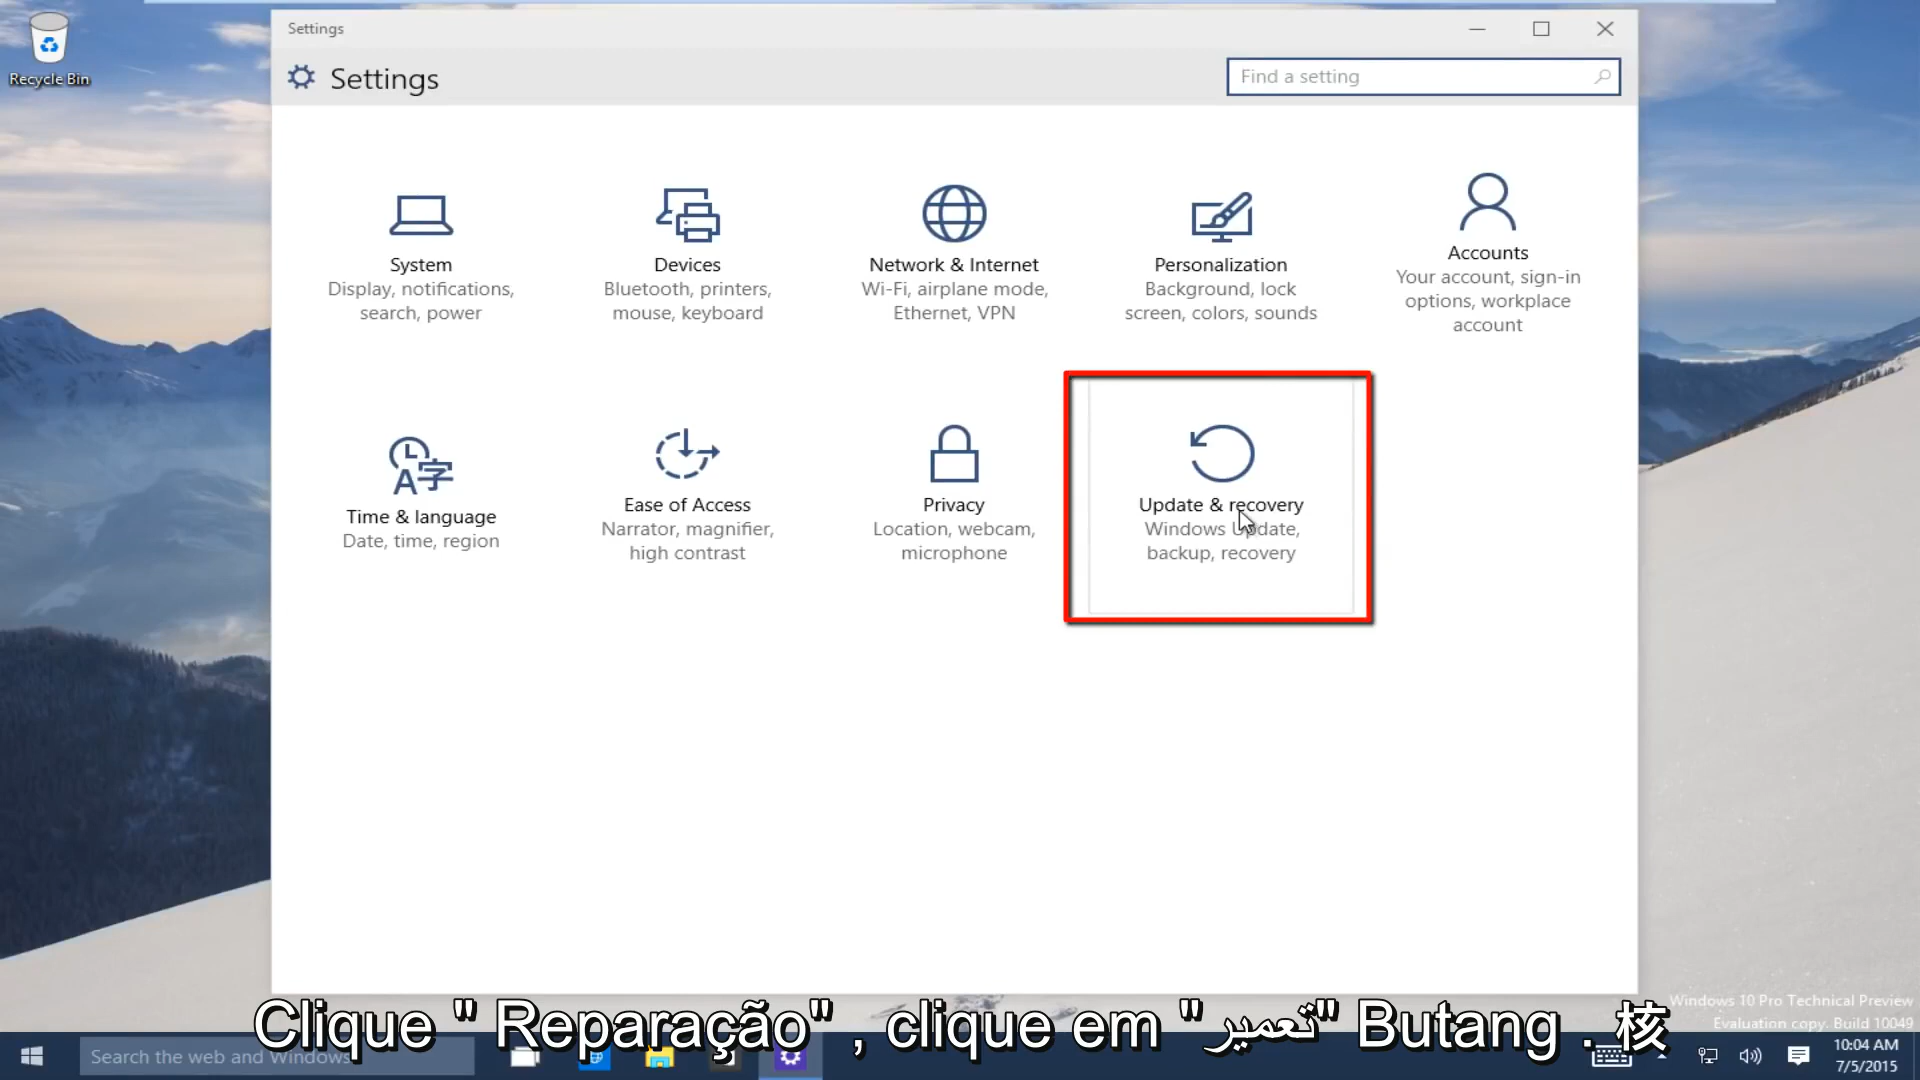 Recycle Bin
Settings
Settings
Find a setting
System
Display, notifications,
search, power
Devices
Bluetooth, printers,
mouse, keyboard
Network & Internet
Wi-Fi, airplane mode,
Ethernet, VPN
Personalization
Background, lock
screen, colors, sounds
Accounts
Your account, sign-in
options, workplace
account
Time & language
Date, time, region
Ease of Access
Narrator, magnifier,
high contrast
Privacy
Location, webcam,
microphone
Update & recovery
Windows Update,
backup, recovery
Windows 10 Pro Technical Preview
Evaluation copy. Build 10049
Clique " Reparação" , clique em "تعمیر" Butang . 核
Search the web and Windows
10:04 AM
7/5/2015